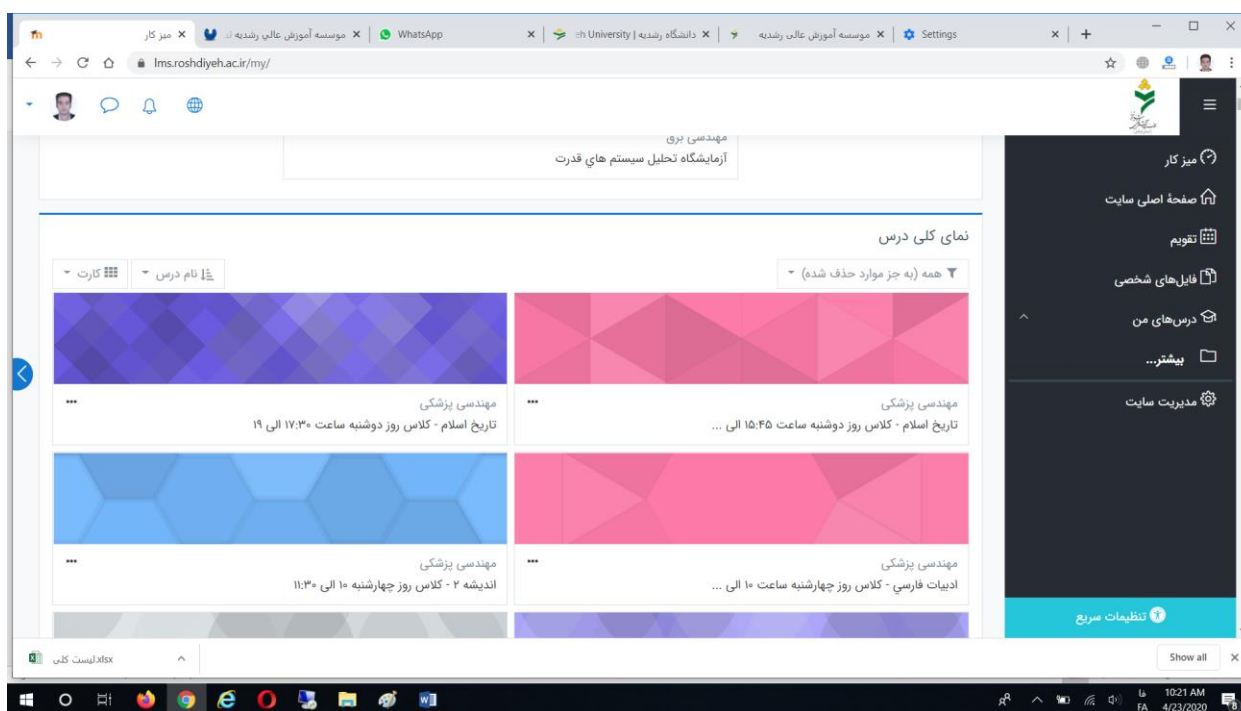 میز کار
موسسه آموزش عالی رشدیه
WhatsApp
دانشگاه رشدیه | eh University
موسسه آموزش عالی رشدیه
Settings
lms.roshdiyeh.ac.ir/my/
مهندسی برق
آزمایشگاه تحلیل سیستم هاي قدرت
میز کار
صفحهٔ اصلی سایت
تقویم
فایل‌های شخصی
درس‌های من
بیشتر...
مدیریت سایت
تنظیمات سریع
نمای کلی درس
همه (به جز موارد حذف شده)
نام درس
کارت
مهندسی پزشکی
تاریخ اسلام - کلاس روز دوشنبه ساعت ۱۵:۴۵ الی ...
مهندسی پزشکی
تاریخ اسلام - کلاس روز دوشنبه ساعت ۱۷:۳۰ الی ۱۹
مهندسی پزشکی
ادبیات فارسي - کلاس روز چهارشنبه ساعت ۱۰ الی ...
مهندسی پزشکی
اندیشه ۲ - کلاس روز چهارشنبه ۱۰ الی ۱۱:۳۰
لیست کلی.xlsx
Show all
فا
FA
10:21 AM
4/23/2020
8